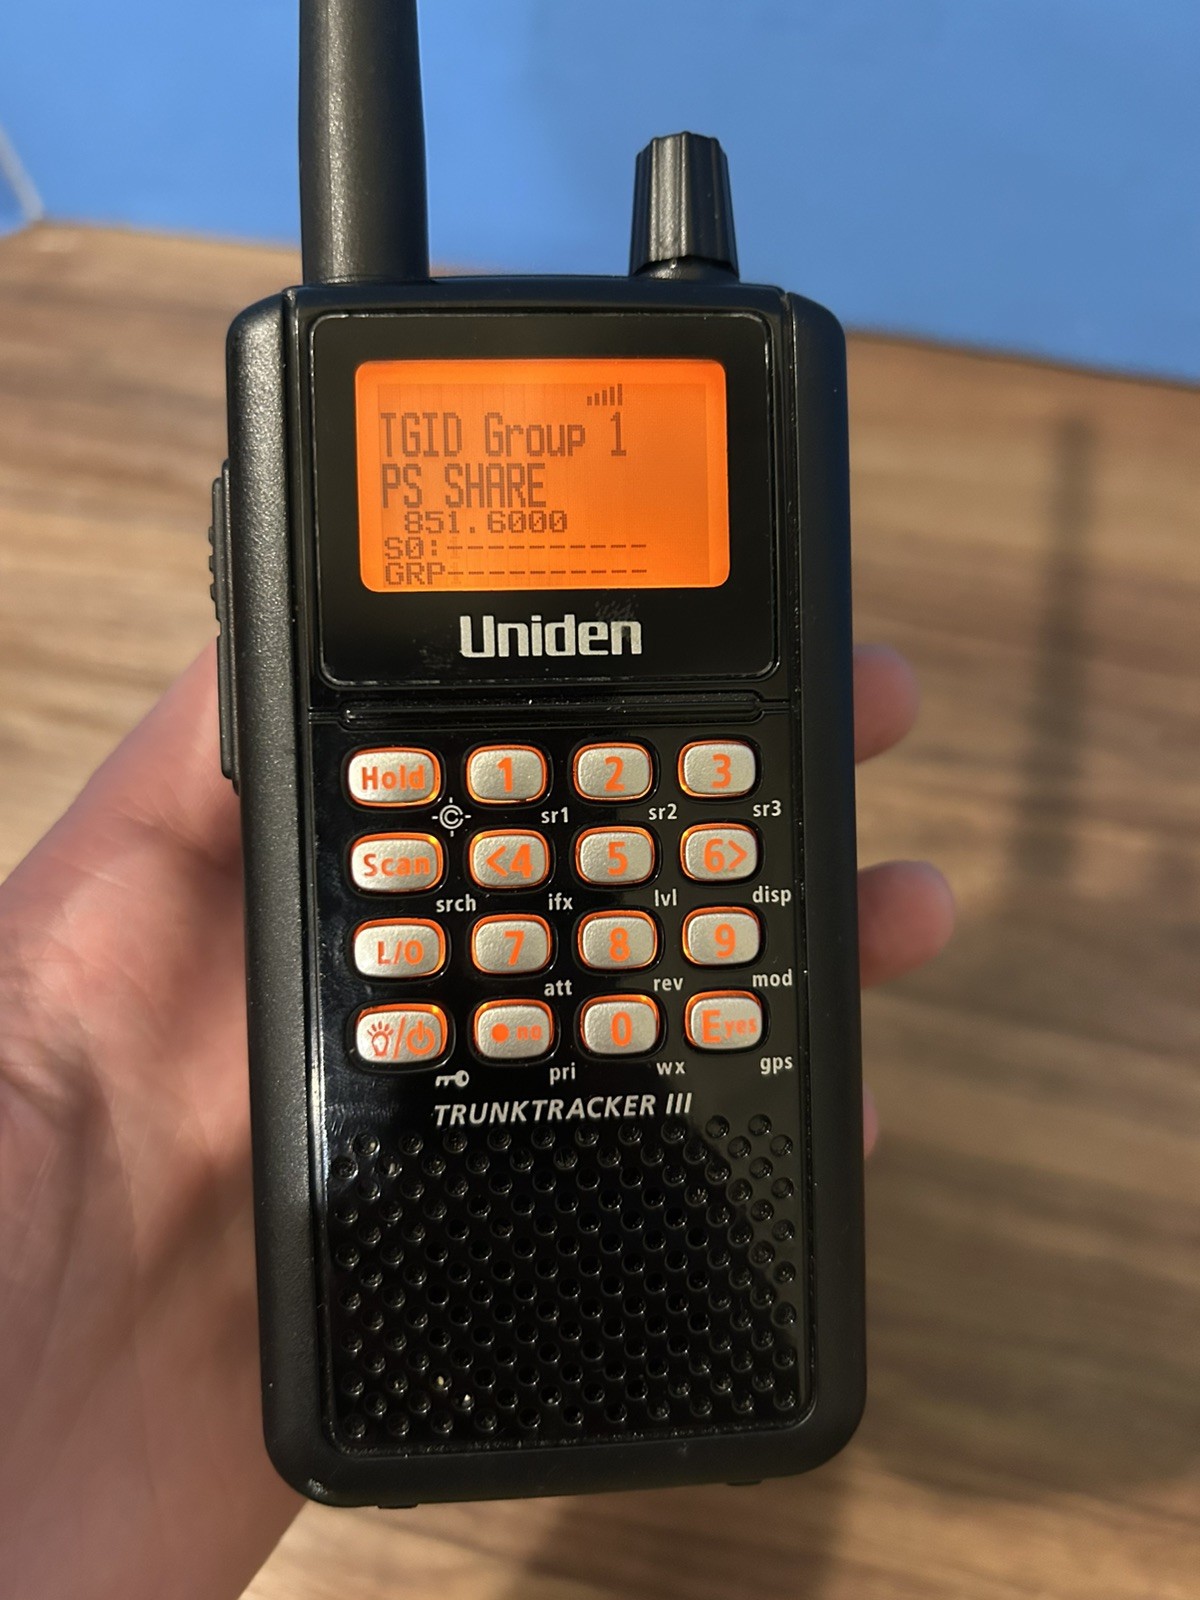 TGID Group 1
PS SHARE
851.6000
S0:----------
GRP----------
Uniden
Hold 1 2 3
sr1 sr2 sr3
Scan <4 5 6>
srch ifx lvl disp
L/O 7 8 9
att rev mod
/ • no 0 E yes
pri wx gps
TRUNKTRACKER III